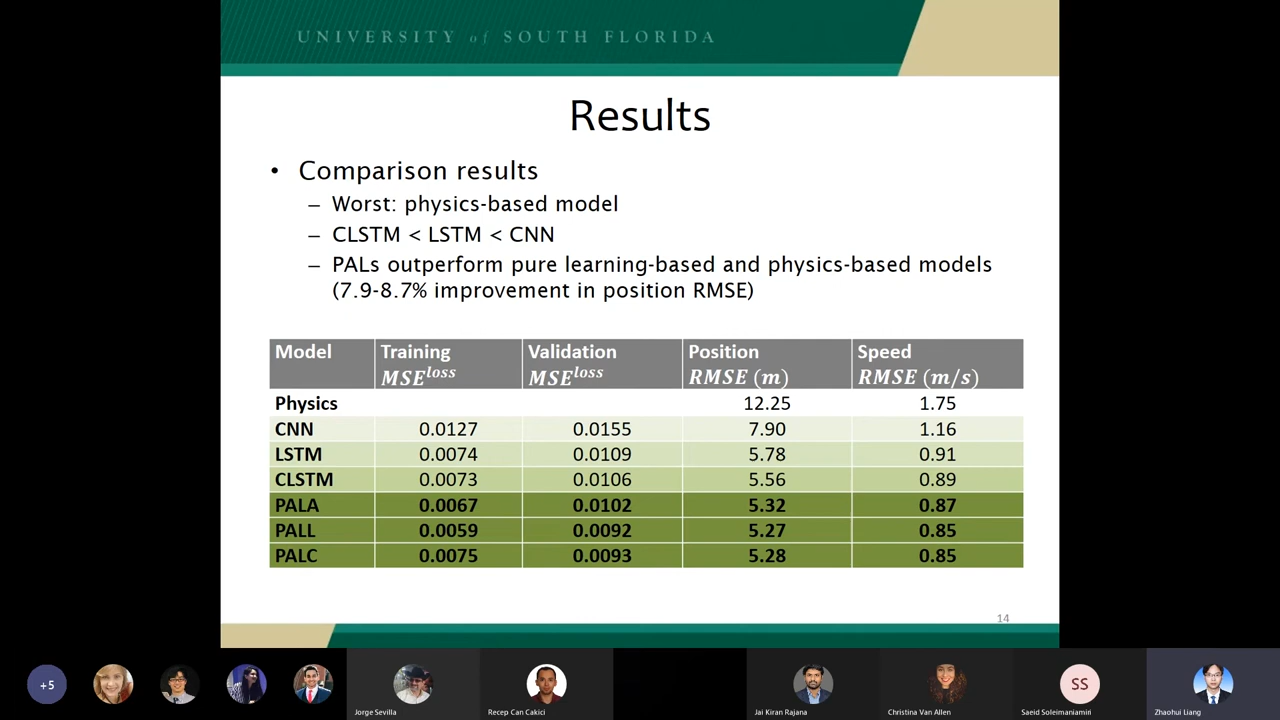 UNIVERSITY of SOUTH FLORIDA
Results
• Comparison results
– Worst: physics-based model
– CLSTM < LSTM < CNN
– PALs outperform pure learning-based and physics-based models
(7.9-8.7% improvement in position RMSE)
Model Training MSE^loss Validation MSE^loss Position RMSE (m) Speed RMSE (m/s)
Physics 12.25 1.75
CNN 0.0127 0.0155 7.90 1.16
LSTM 0.0074 0.0109 5.78 0.91
CLSTM 0.0073 0.0106 5.56 0.89
PALA 0.0067 0.0102 5.32 0.87
PALL 0.0059 0.0092 5.27 0.85
PALC 0.0075 0.0093 5.28 0.85
14
+5
SS
Jorge Sevilla Recep Can Cakici Jai Kiran Rajana Christina Van Allen Saeid Soleimaniamiri Zhaohui Liang